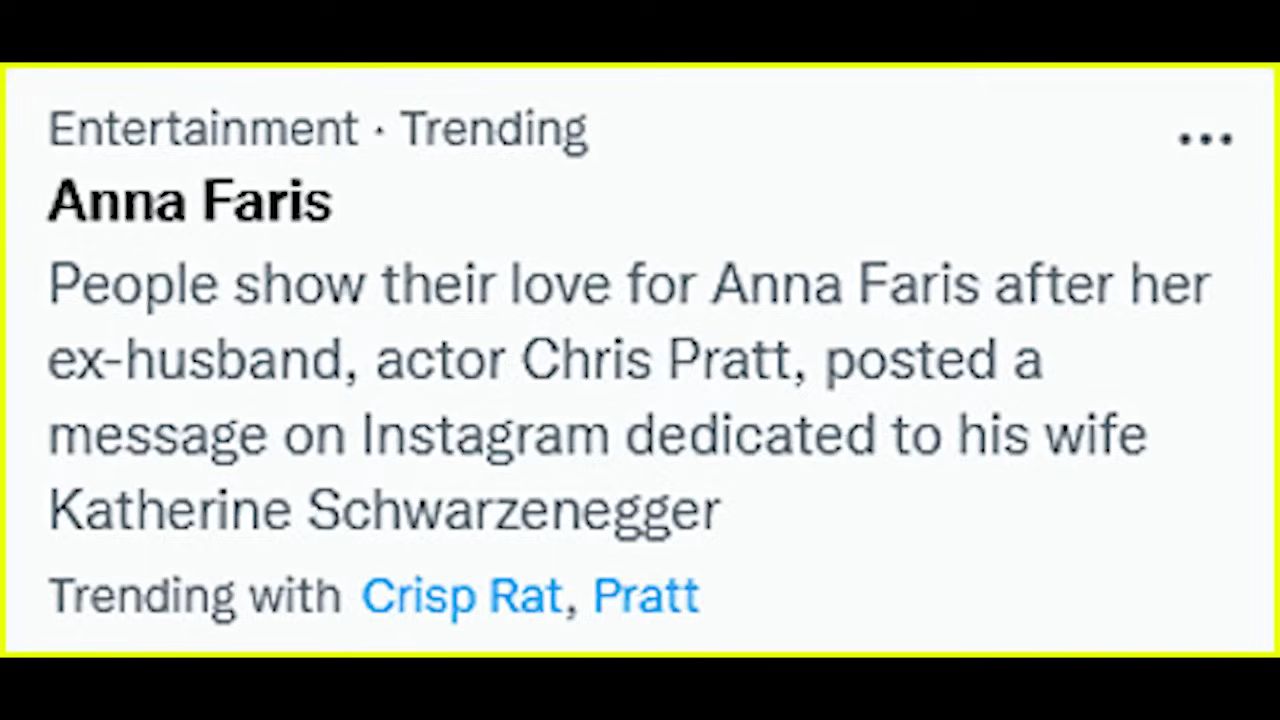 Entertainment · Trending
Anna Faris
People show their love for Anna Faris after her
ex-husband, actor Chris Pratt, posted a
message on Instagram dedicated to his wife
Katherine Schwarzenegger
Trending with Crisp Rat, Pratt